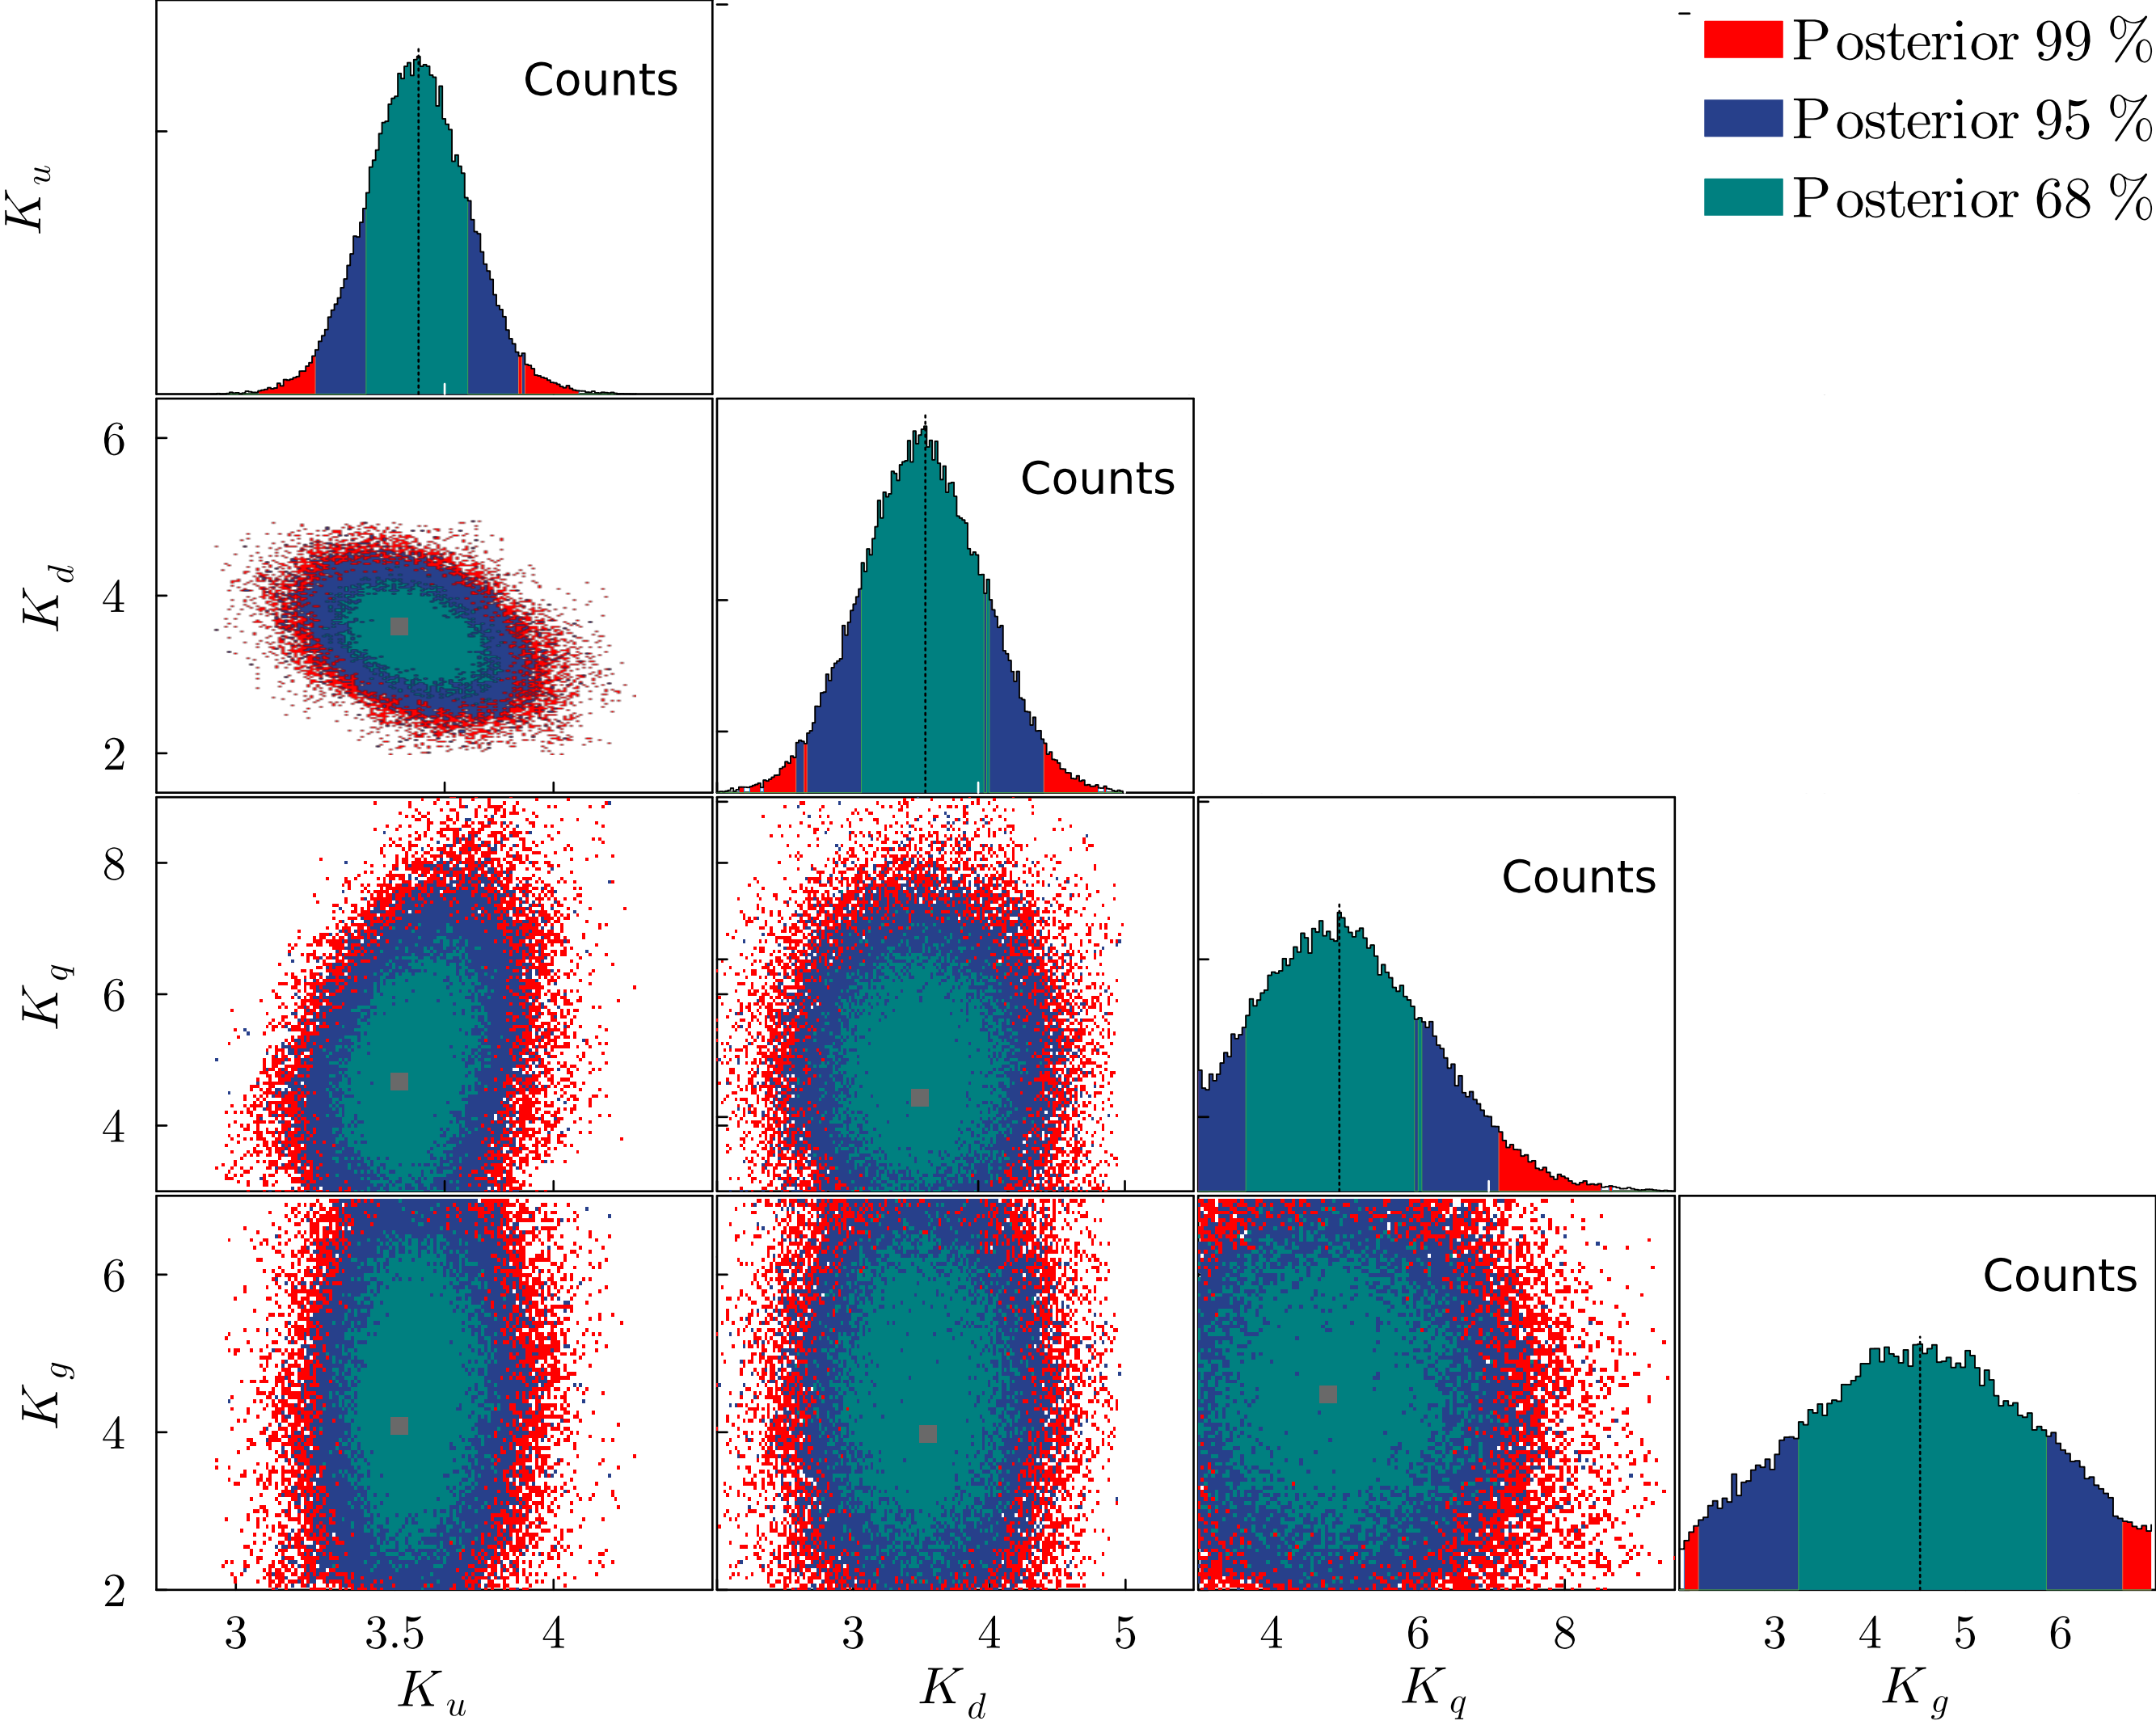 Posterior 99 %
Posterior 95 %
Posterior 68 %
K_u
Counts
K_d
6
4
2
Counts
K_q
8
6
4
Counts
K_g
6
4
2
Counts
3 3.5 4
3 4 5
4 6 8
3 4 5 6
K_u
K_d
K_q
K_g